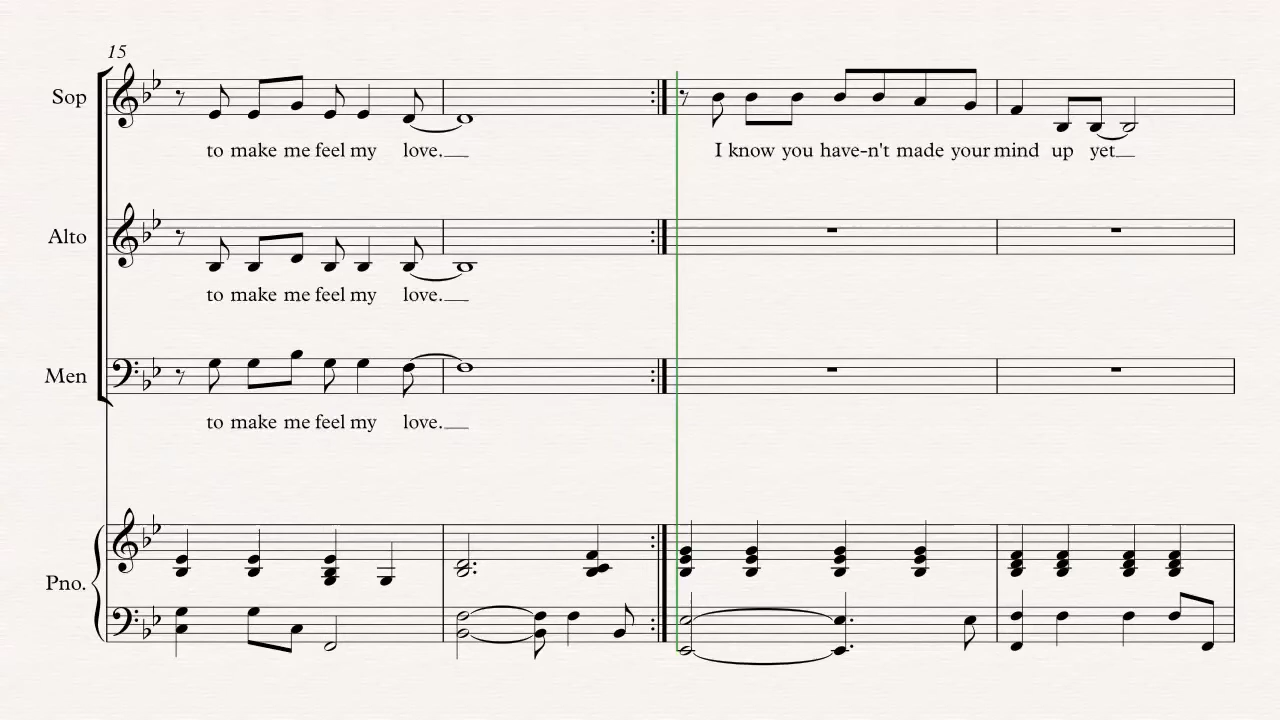 15
Sop
to make me feel my love.
I know you have-n't made your mind up yet
Alto
to make me feel my love.
Men
to make me feel my love.
Pno.